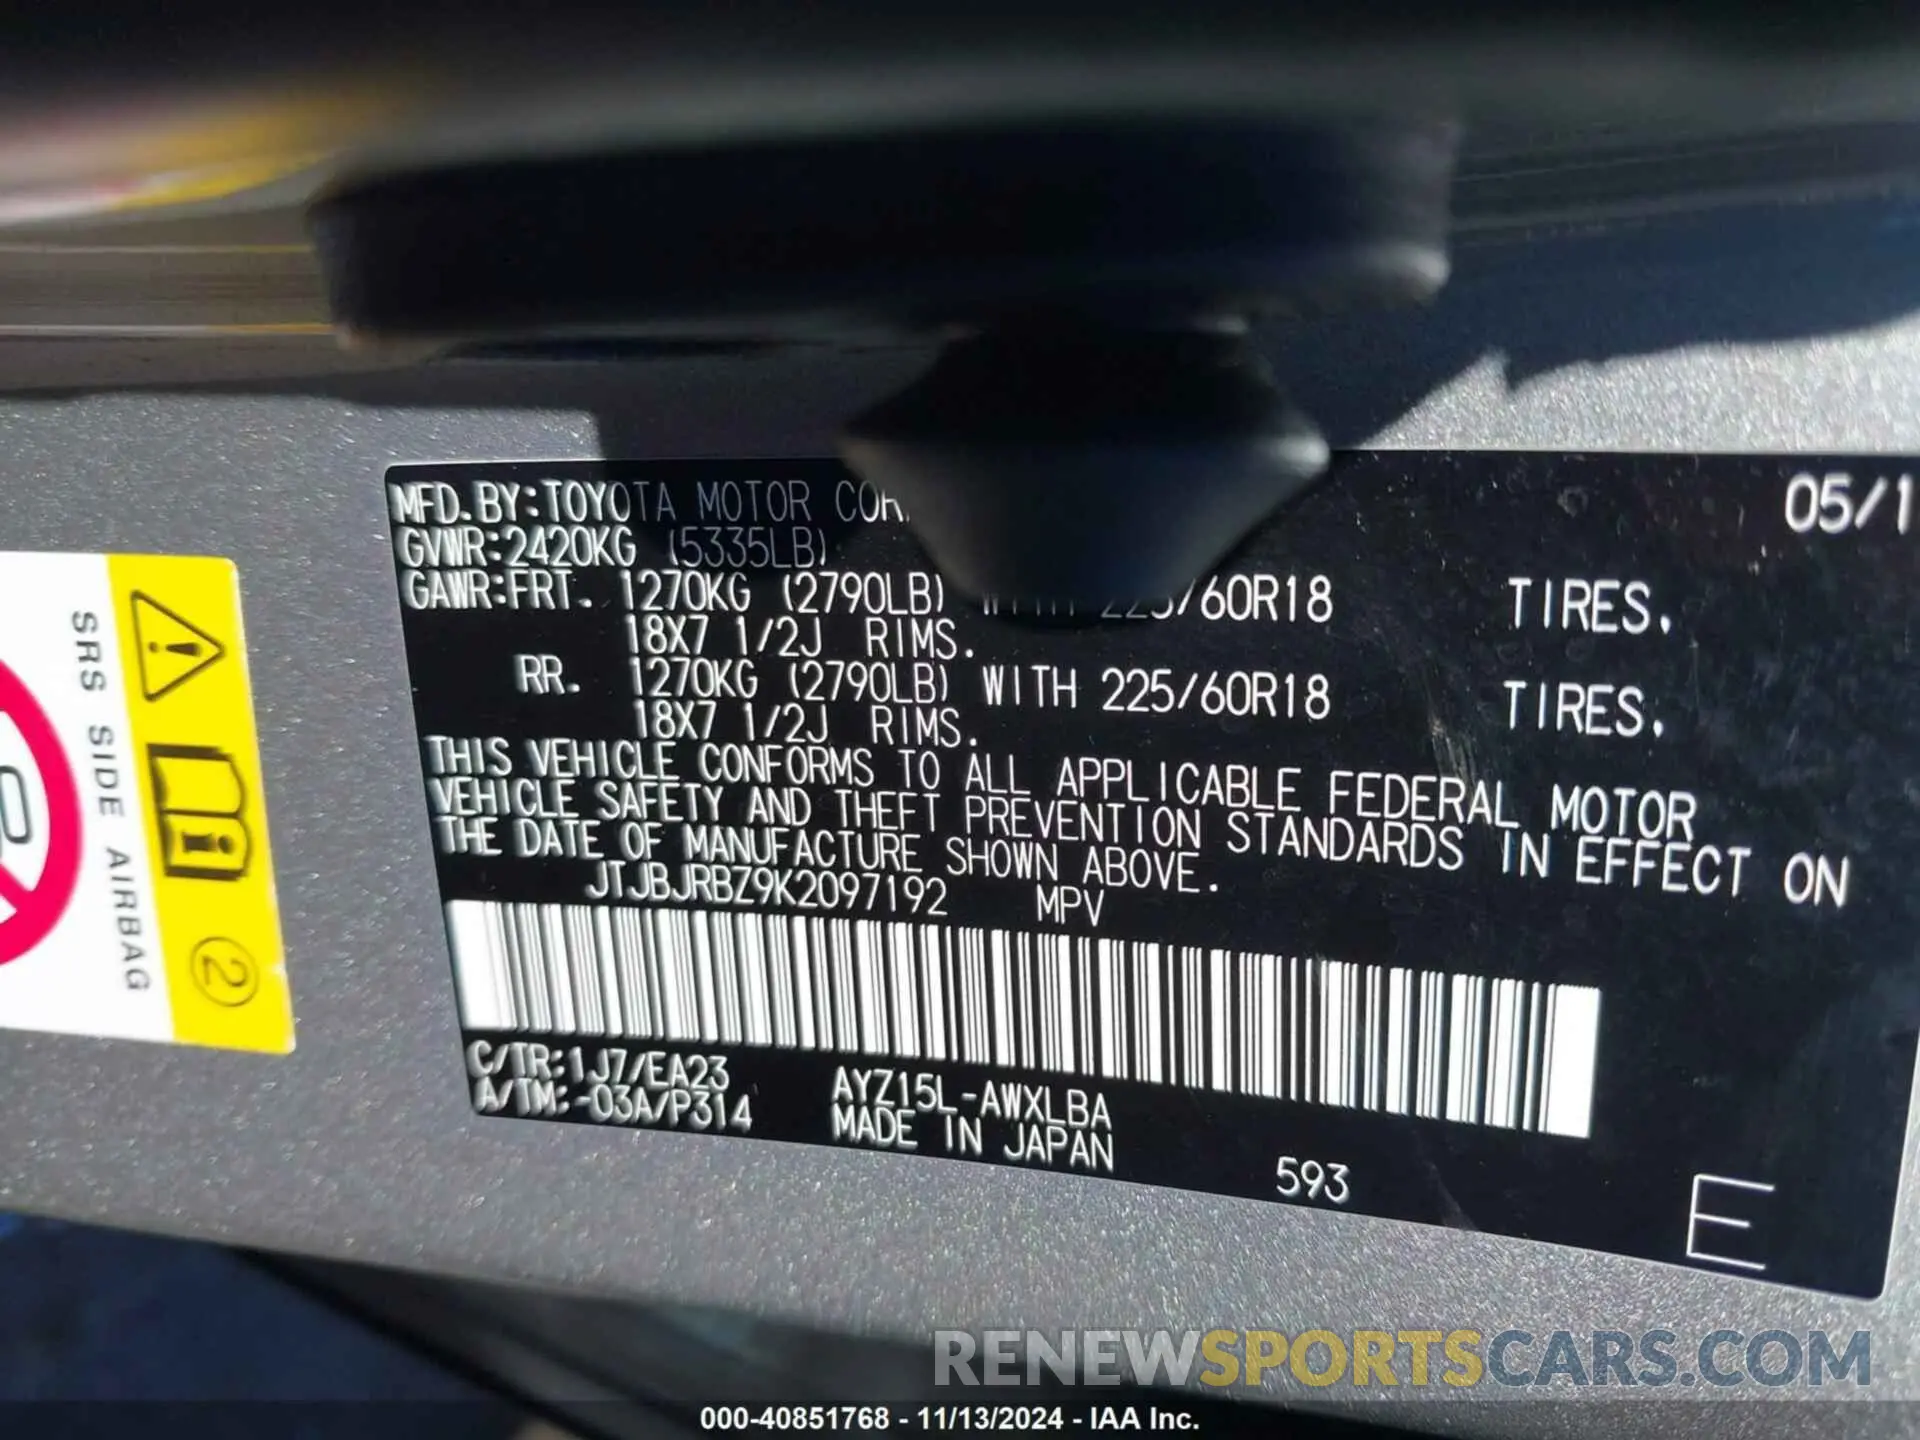 MFD.BY:TOYOTA MOTOR COR 05/1
GVWR:2420KG (5335LB)
GAWR:FRT. 1270KG (2790LB) WITH 225/60R18 TIRES.
18X7 1/2J RIMS.
RR. 1270KG (2790LB) WITH 225/60R18 TIRES.
18X7 1/2J RIMS.
THIS VEHICLE CONFORMS TO ALL APPLICABLE FEDERAL MOTOR
VEHICLE SAFETY AND THEFT PREVENTION STANDARDS IN EFFECT ON
THE DATE OF MANUFACTURE SHOWN ABOVE.
JTJBJRBZ9K2097192 MPV
C/TR:1J7/EA23 AYZ15L-AWXLBA
A/TM:-03A/P314 MADE IN JAPAN
593
E
SRS SIDE AIRBAG
2
RENEWSPORTSCARS.COM
000-40851768 - 11/13/2024 - IAA Inc.